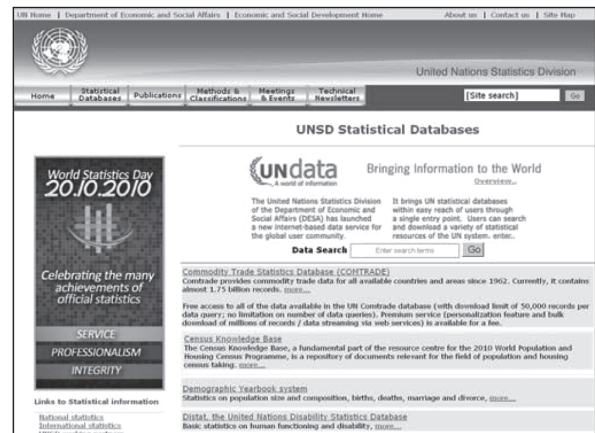 UN Home | Department of Economic and Social Affairs | Economic and Social Development Home
About us | Contact us | Site Map
United Nations Statistics Division
Home
Statistical Databases
Publications
Methods & Classifications
Meetings & Events
Technical Newsletters
[Site search]
Go
UNSD Statistical Databases
World Statistics Day
20.10.2010
Celebrating the many
achievements of
official statistics
SERVICE
PROFESSIONALISM
INTEGRITY
Links to Statistical information
National statistics
International statistics
UNdata
A world of information
Bringing Information to the World
Overview...
The United Nations Statistics Division
of the Department of Economic and
Social Affairs (DESA) has launched
a new internet-based data service for
the global user community.
It brings UN statistical databases
within easy reach of users through
a single entry point. Users can search
and download a variety of statistical
resources of the UN system. enter..
Data Search
Enter search terms
Go
Commodity Trade Statistics Database (COMTRADE)
Comtrade provides commodity trade data for all available countries and areas since 1962. Currently, it contains
almost 1.75 billion records. more....
Free access to all of the data available in the UN Comtrade database (with download limit of 50,000 records per
data query; no limitation on number of data queries). Premium service (personalization feature and bulk
download of millions of records / data streaming via web services) is available for a fee.
Census Knowledge Base
The Census Knowledge Base, a fundamental part of the resource centre for the 2010 World Population and
Housing Census Programme, is a repository of documents relevant for the field of population and housing
census taking. more....
Demographic Yearbook system
Statistics on population size and composition, births, deaths, marriage and divorce, more....
Distat, the United Nations Disability Statistics Database
Basic statistics on human functioning and disability, more....